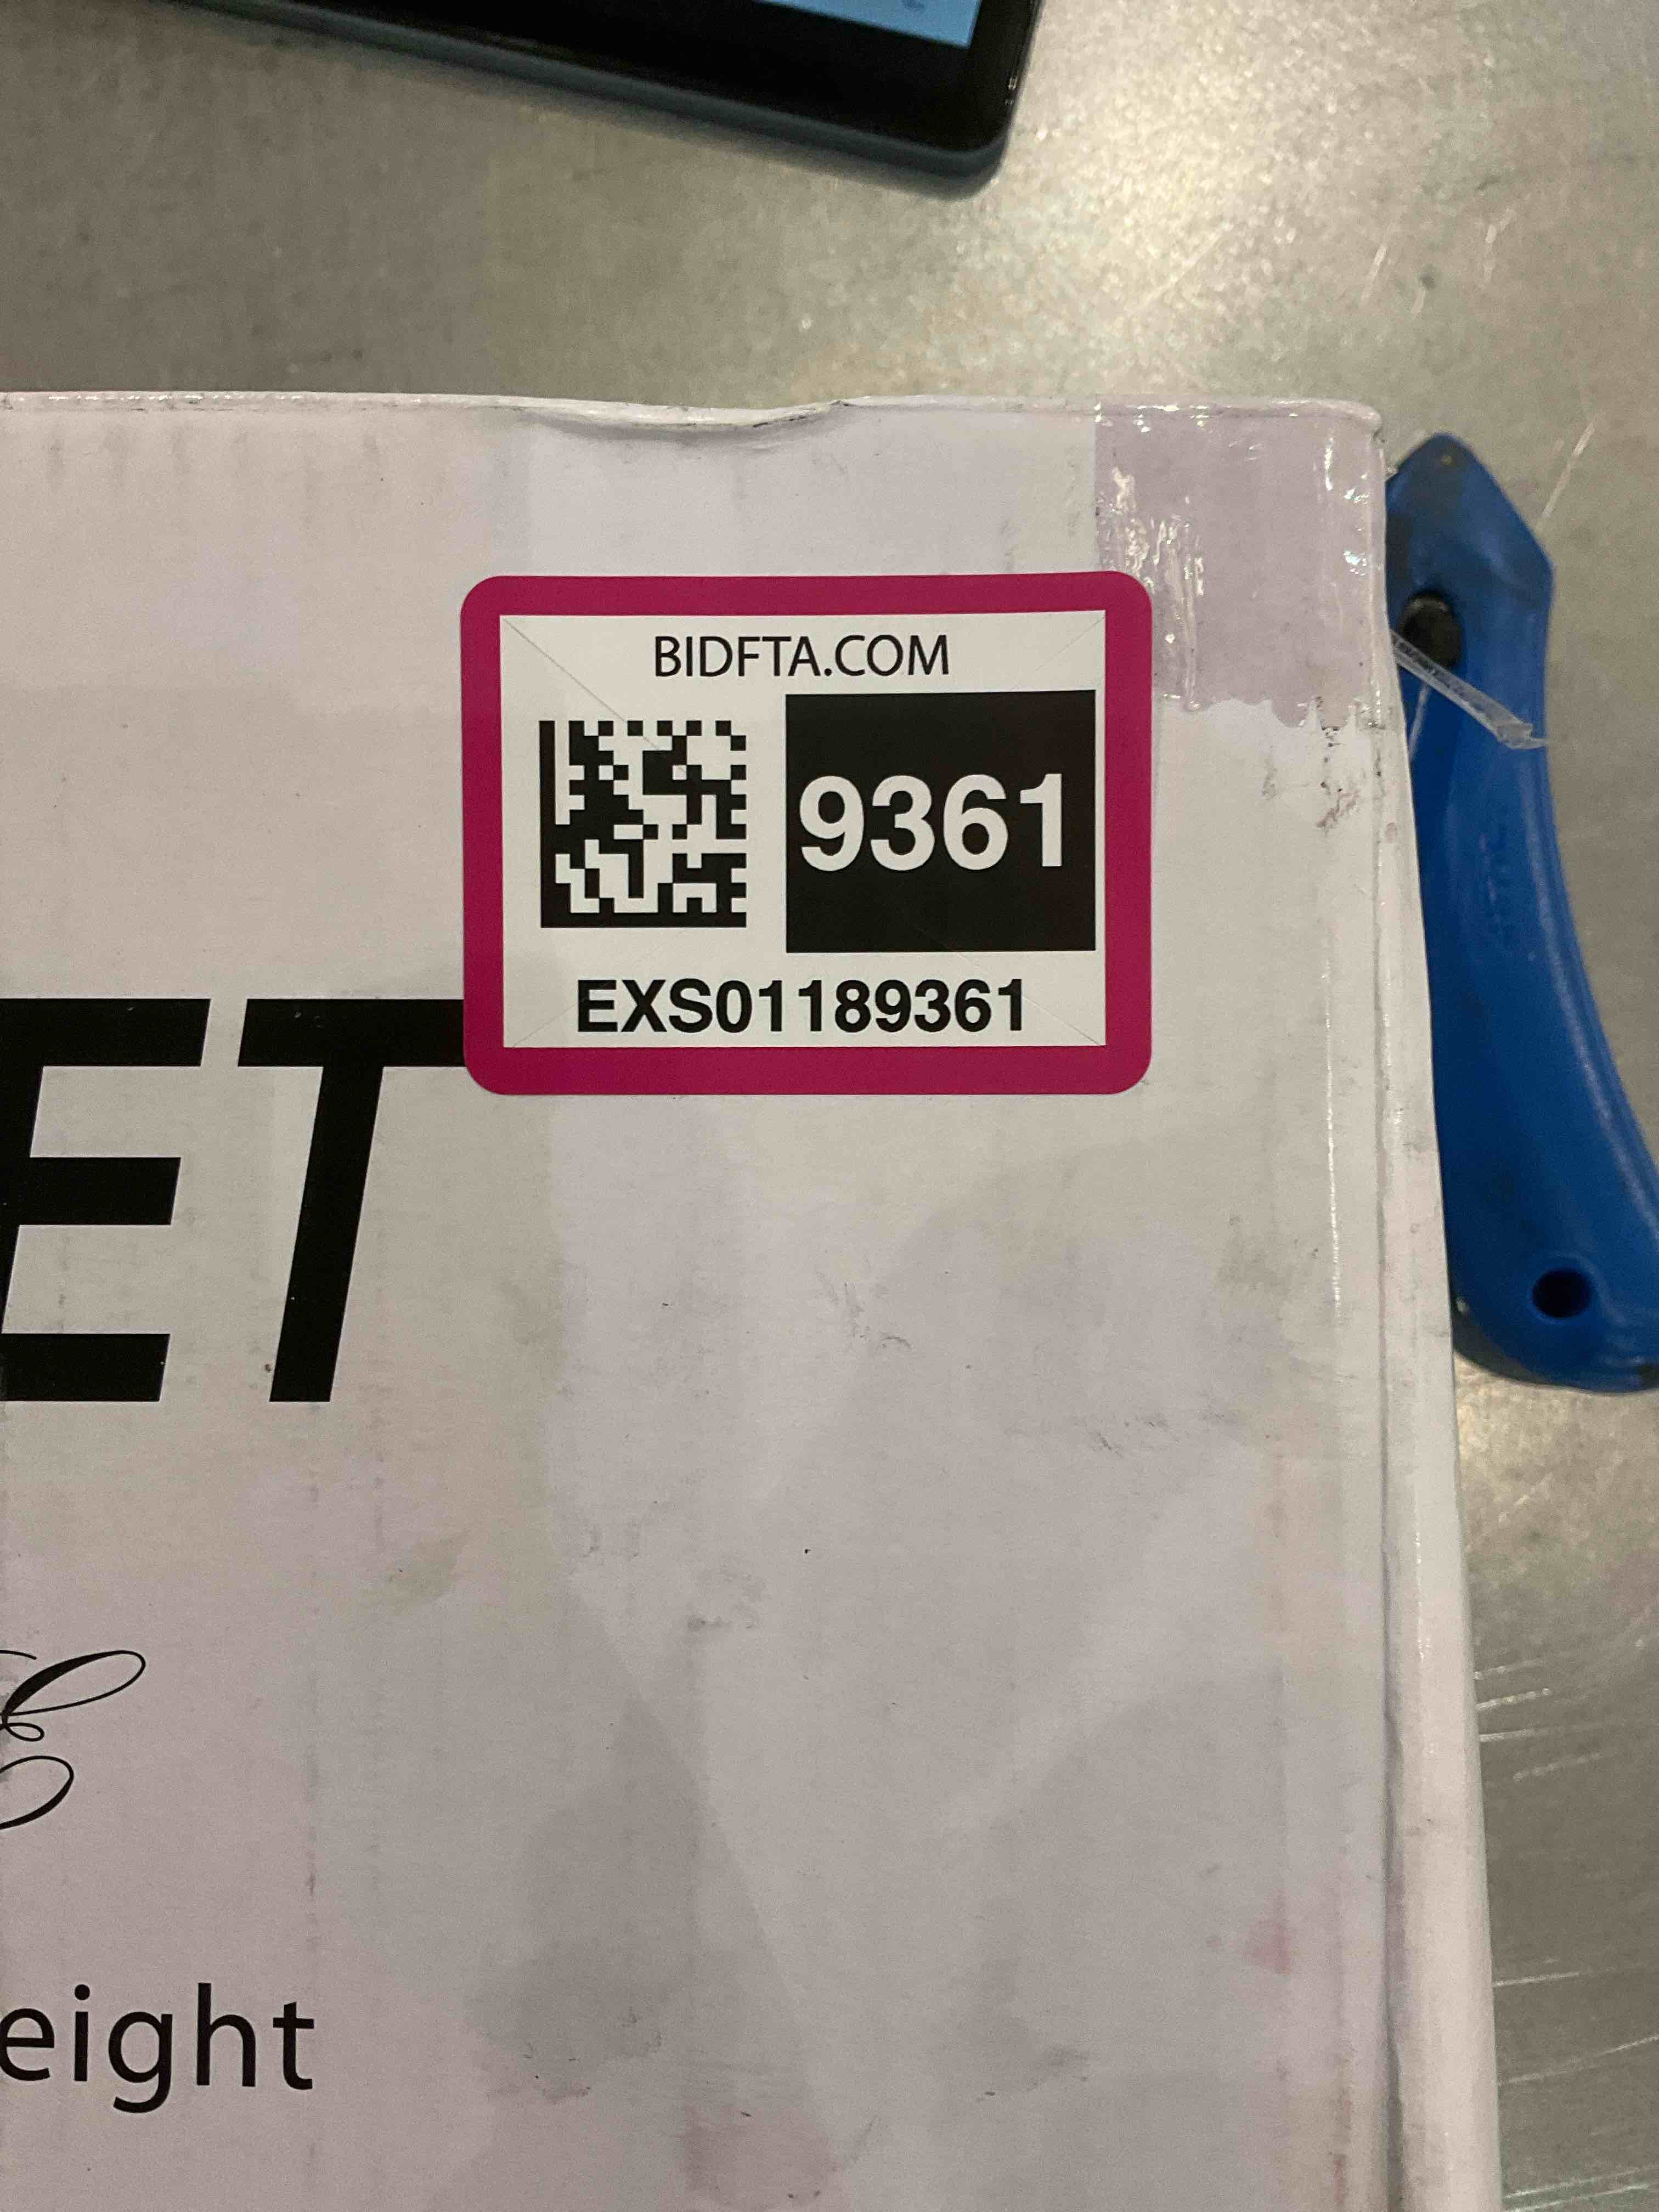 BIDFTA.COM
9361
EXS01189361
ET
E
eight